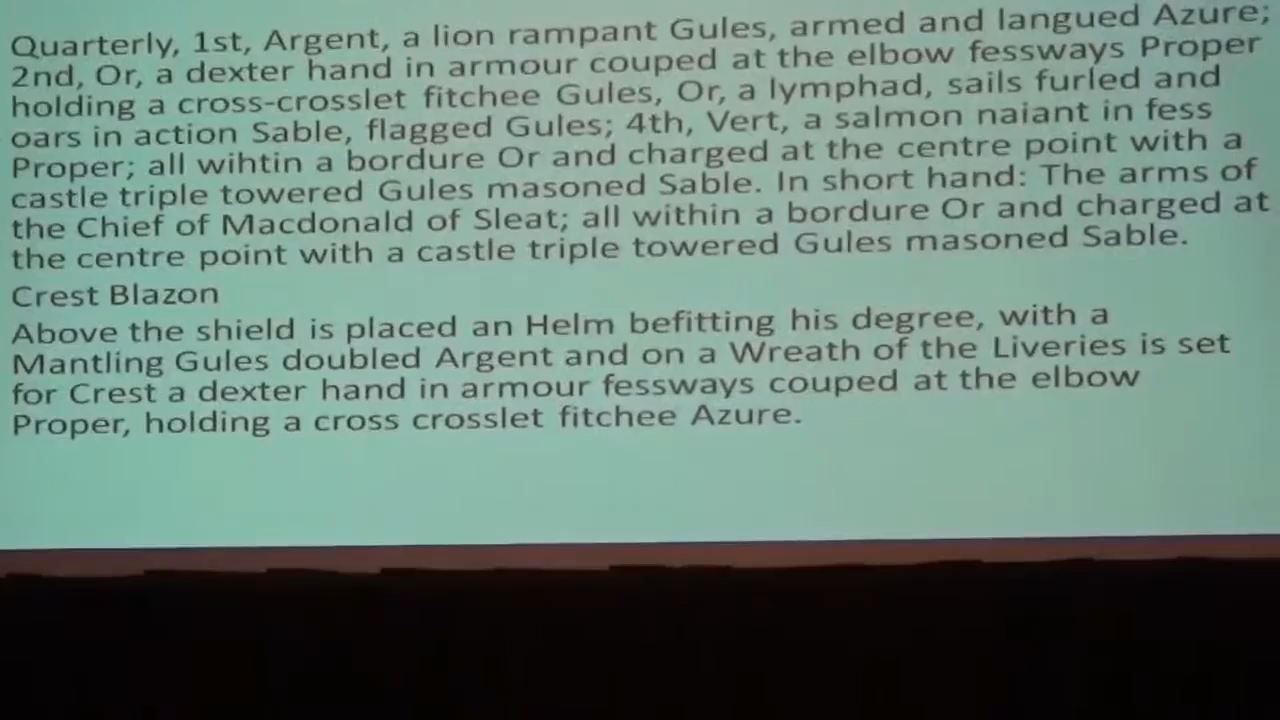 Quarterly, 1st, Argent, a lion rampant Gules, armed and langued Azure;
2nd, Or, a dexter hand in armour couped at the elbow fessways Proper
holding a cross-crosslet fitchee Gules, Or, a lymphad, sails furled and
oars in action Sable, flagged Gules; 4th, Vert, a salmon naiant in fess
Proper; all wihtin a bordure Or and charged at the centre point with a
castle triple towered Gules masoned Sable. In short hand: The arms of
the Chief of Macdonald of Sleat; all within a bordure Or and charged at
the centre point with a castle triple towered Gules masoned Sable.
Crest Blazon
Above the shield is placed an Helm befitting his degree, with a
Mantling Gules doubled Argent and on a Wreath of the Liveries is set
for Crest a dexter hand in armour fessways couped at the elbow
Proper, holding a cross crosslet fitchee Azure.